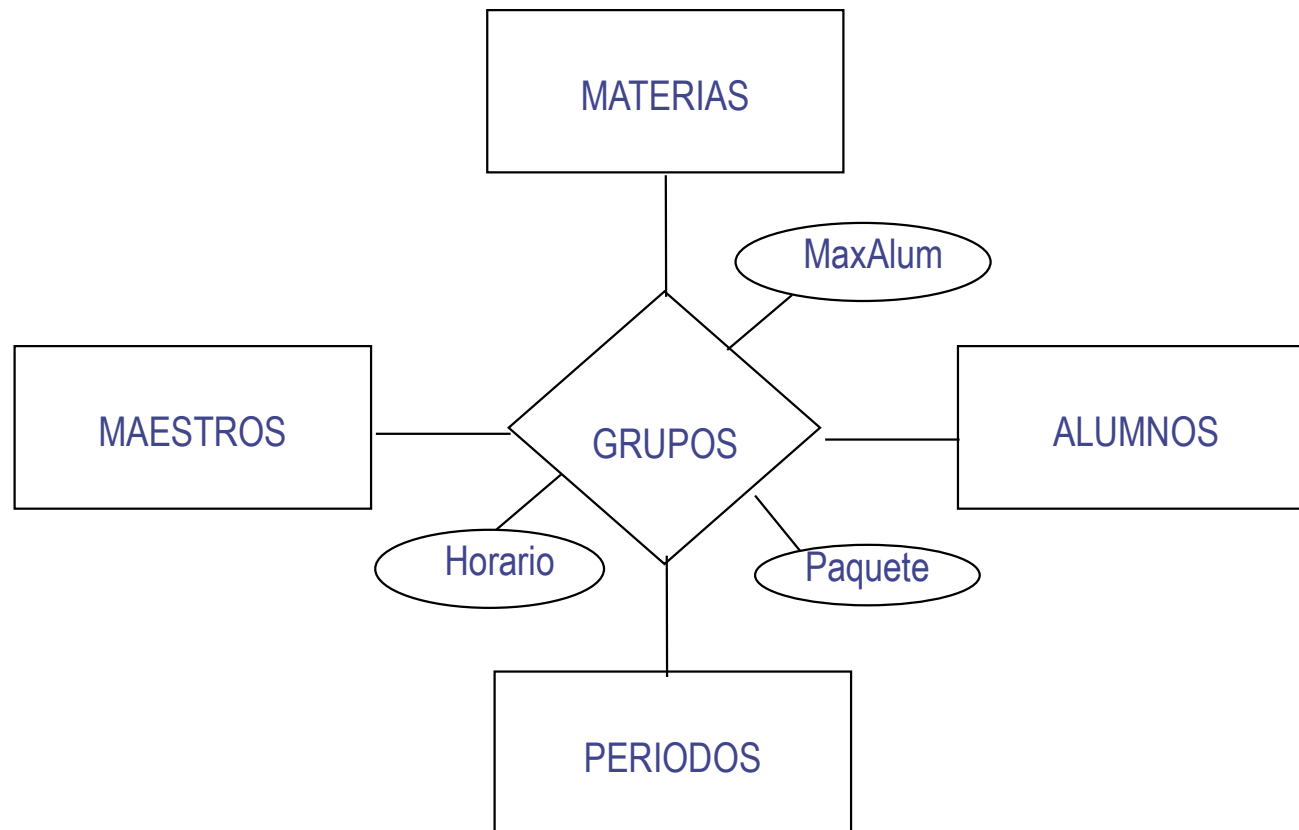 MATERIAS
MaxAlum
MAESTROS
GRUPOS
ALUMNOS
Horario
Paquete
PERIODOS